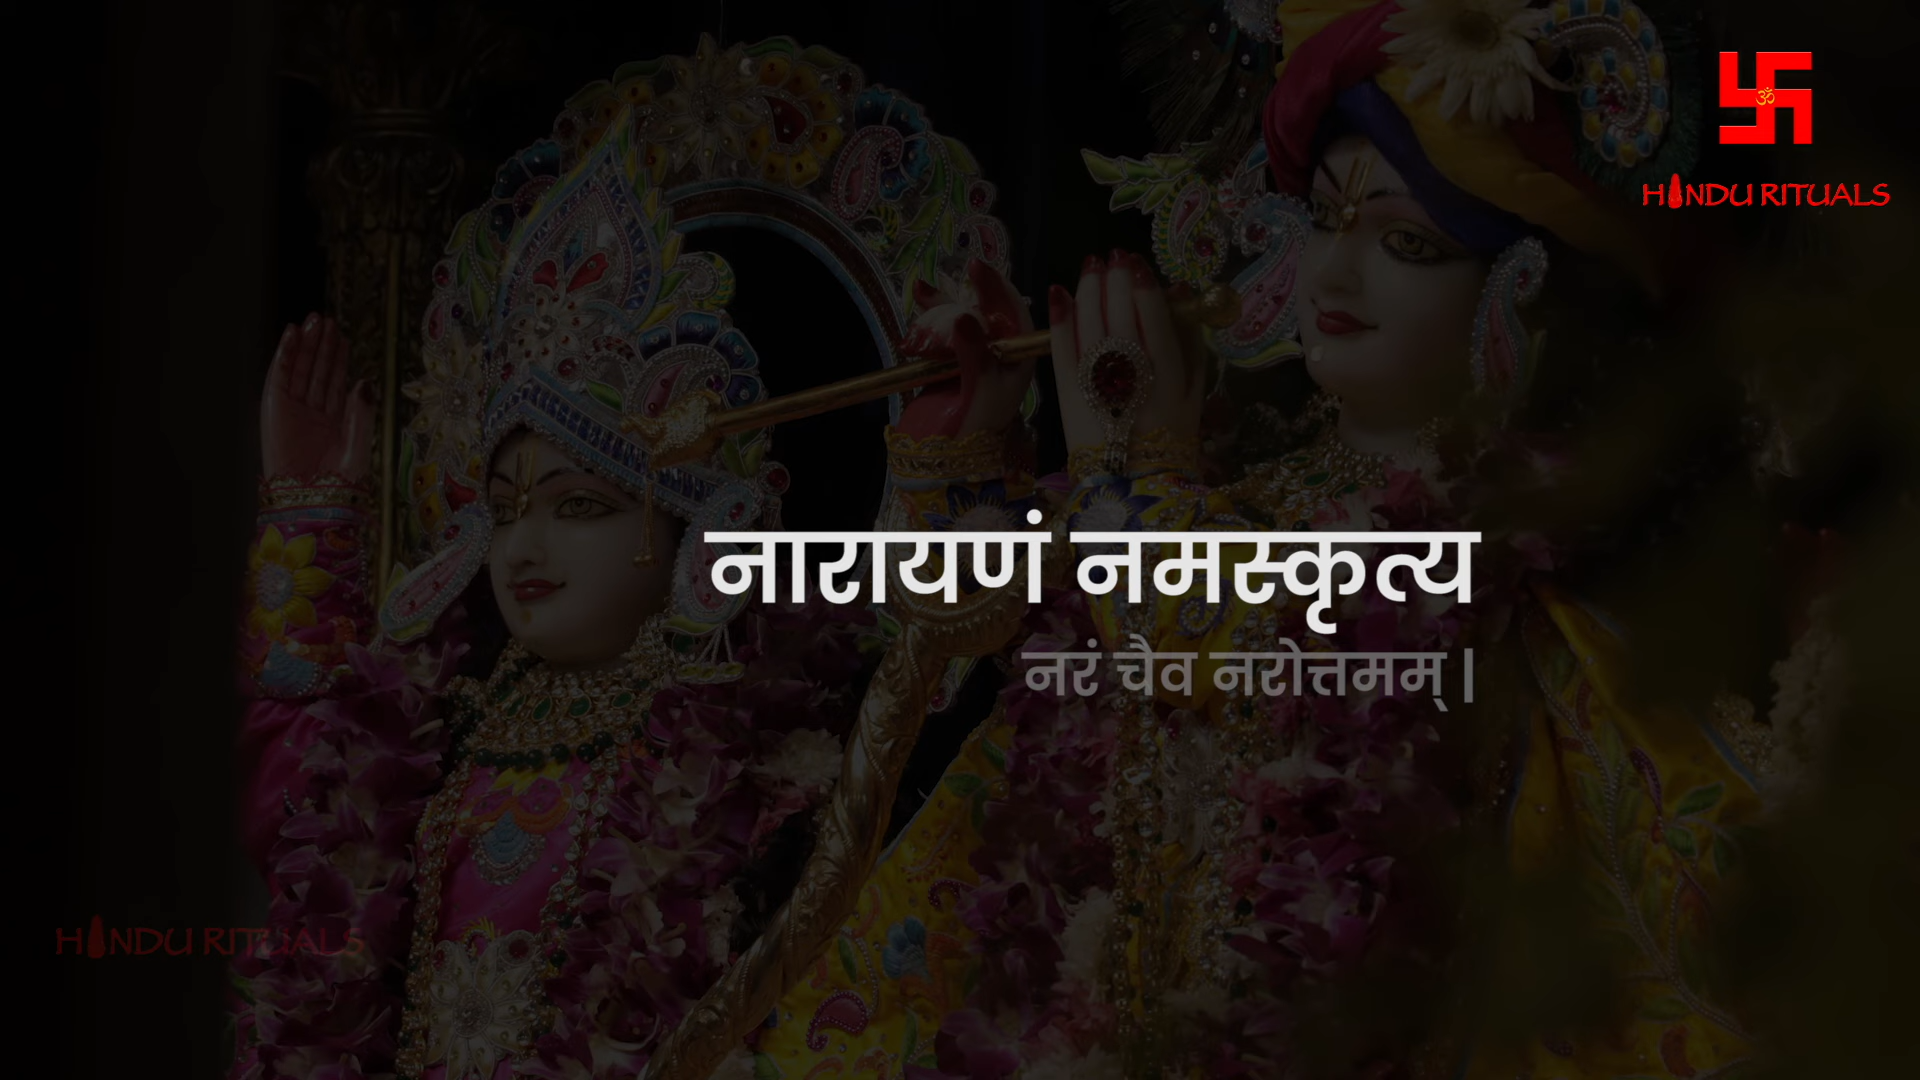 ॐ
HINDU RITUALS
नारायणं नमस्कृत्य
नरं चैव नरोत्तमम् |
HINDU RITUALS